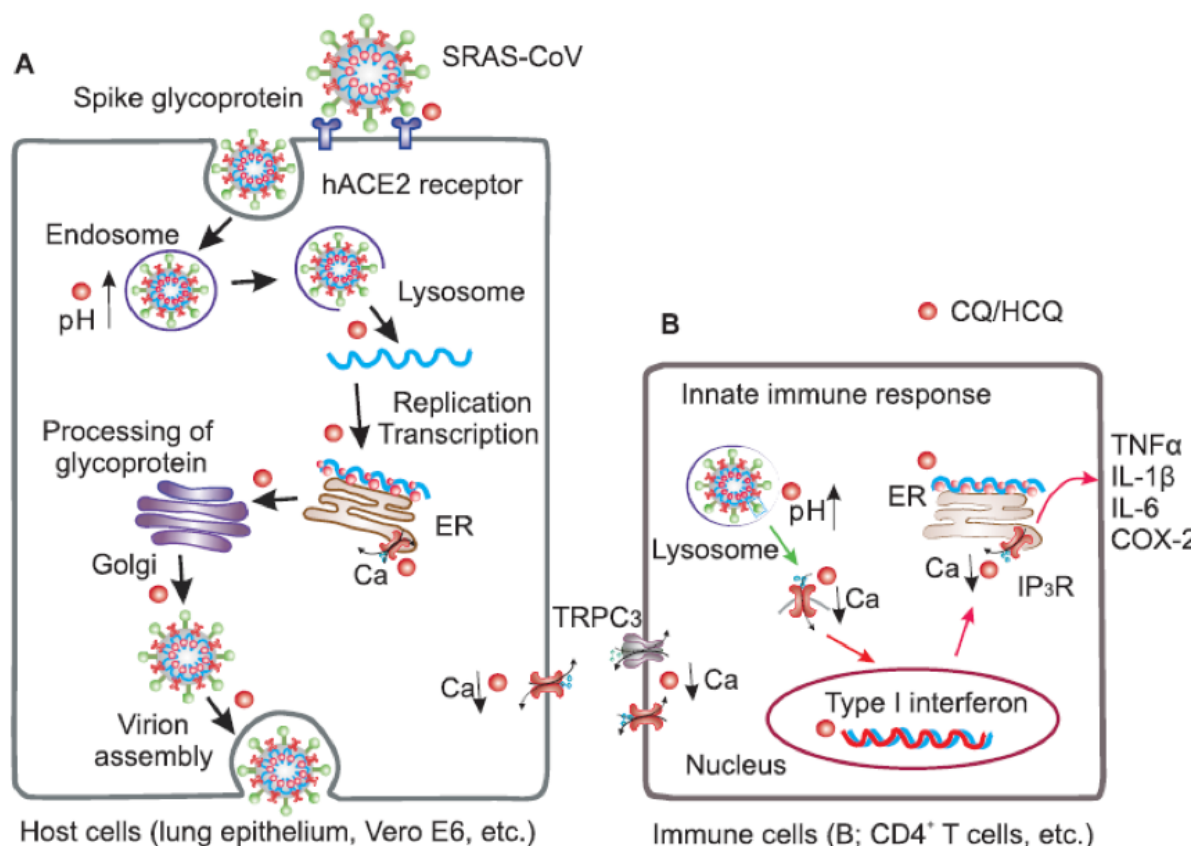 A
SRAS-CoV
Spike glycoprotein
hACE2 receptor
Endosome
pH
Lysosome
Replication
Transcription
Processing of
glycoprotein
ER
Ca
Golgi
Virion
assembly
Ca
Host cells (lung epithelium, Vero E6, etc.)
CQ/HCQ
B
Innate immune response
TNFα
IL-1β
IL-6
COX-2
ER
pH
Lysosome
Ca
IP₃R
Ca
TRPC₃
Ca
Type I interferon
Nucleus
Immune cells (B; CD4⁺ T cells, etc.)